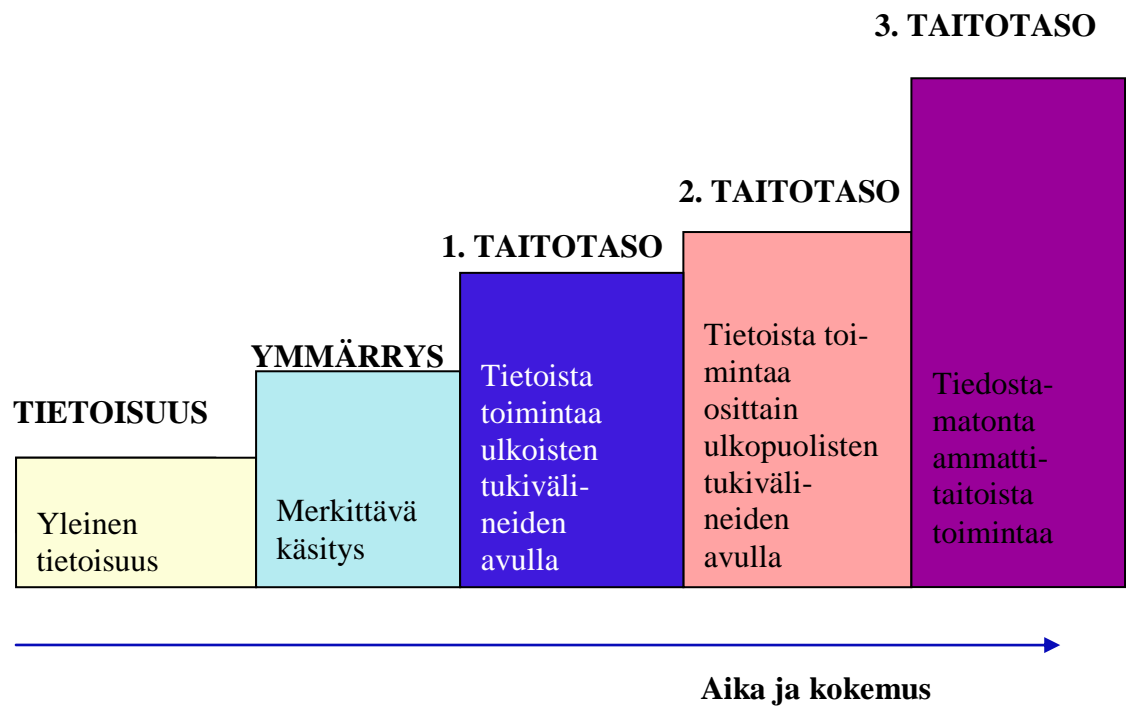 3. TAITOTASO
2. TAITOTASO
1. TAITOTASO
YMMÄRRYS
TIETOISUUS
Yleinen
tietoisuus
Merkittävä
käsitys
Tietoista
toimintaa
ulkoisten
tukiväli-
neiden
avulla
Tietoista toi-
mintaa
osittain
ulkopuolisten
tukiväli-
neiden
avulla
Tiedosta-
matonta
ammatti-
taitoista
toimintaa
Aika ja kokemus